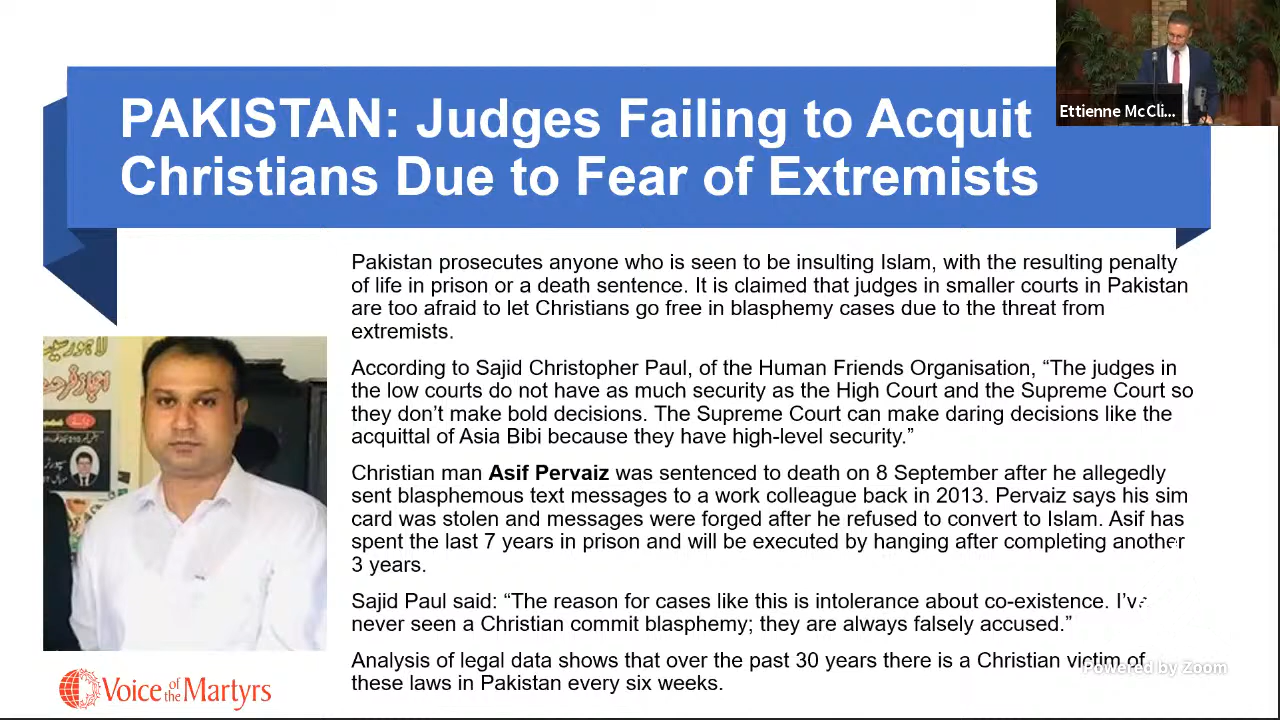 PAKISTAN: Judges Failing to Acquit
Christians Due to Fear of Extremists
Ettienne McCli...
Pakistan prosecutes anyone who is seen to be insulting Islam, with the resulting penalty
of life in prison or a death sentence. It is claimed that judges in smaller courts in Pakistan
are too afraid to let Christians go free in blasphemy cases due to the threat from
extremists.
According to Sajid Christopher Paul, of the Human Friends Organisation, “The judges in
the low courts do not have as much security as the High Court and the Supreme Court so
they don’t make bold decisions. The Supreme Court can make daring decisions like the
acquittal of Asia Bibi because they have high-level security.”
Christian man Asif Pervaiz was sentenced to death on 8 September after he allegedly
sent blasphemous text messages to a work colleague back in 2013. Pervaiz says his sim
card was stolen and messages were forged after he refused to convert to Islam. Asif has
spent the last 7 years in prison and will be executed by hanging after completing another
3 years.
Sajid Paul said: “The reason for cases like this is intolerance about co-existence. I’ve
never seen a Christian commit blasphemy; they are always falsely accused.”
Analysis of legal data shows that over the past 30 years there is a Christian victim of
these laws in Pakistan every six weeks.
Powered by Zoom
Voice of the Martyrs